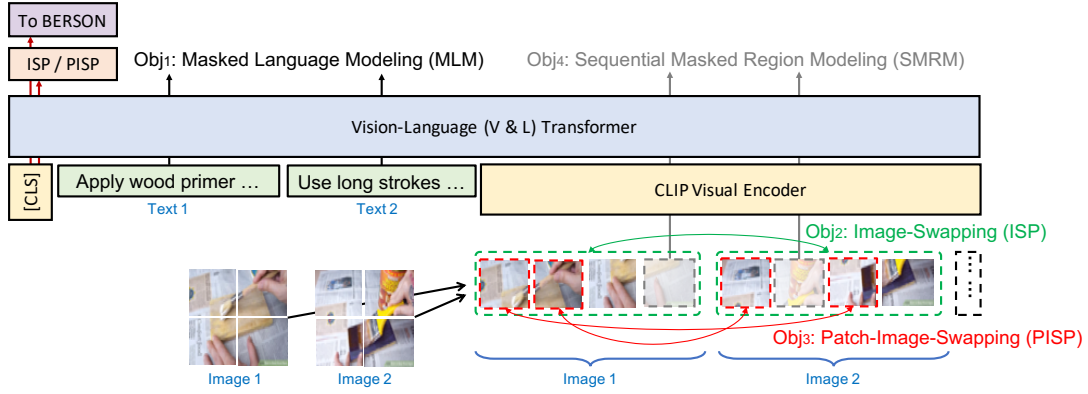 To BERSON
ISP / PISP
Obj1: Masked Language Modeling (MLM)
Obj4: Sequential Masked Region Modeling (SMRM)
Vision-Language (V & L) Transformer
[CLS]
Apply wood primer …
Use long strokes …
CLIP Visual Encoder
Text 1
Text 2
Obj2: Image-Swapping (ISP)
Obj3: Patch-Image-Swapping (PISP)
Image 1
Image 2
Image 1
Image 2